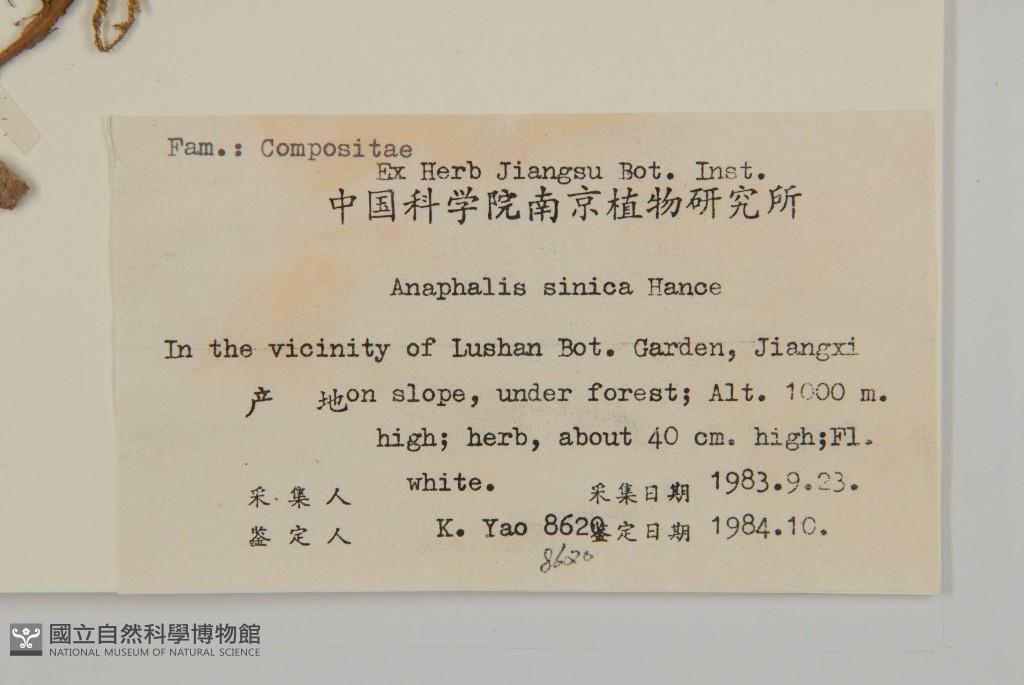 Fam.: Compositae
Ex Herb Jiangsu Bot. Inst.
中国科学院南京植物研究所
Anaphalis sinica Hance
In the vicinity of Lushan Bot. Garden, Jiangxi
产 地 on slope, under forest; Alt. 1000 m.
high; herb, about 40 cm. high;Fl.
采集人 white. 采集日期 1983.9.23.
鉴定人 K. Yao 8620 鉴定日期 1984.10.
8620
國立自然科學博物館
NATIONAL MUSEUM OF NATURAL SCIENCE